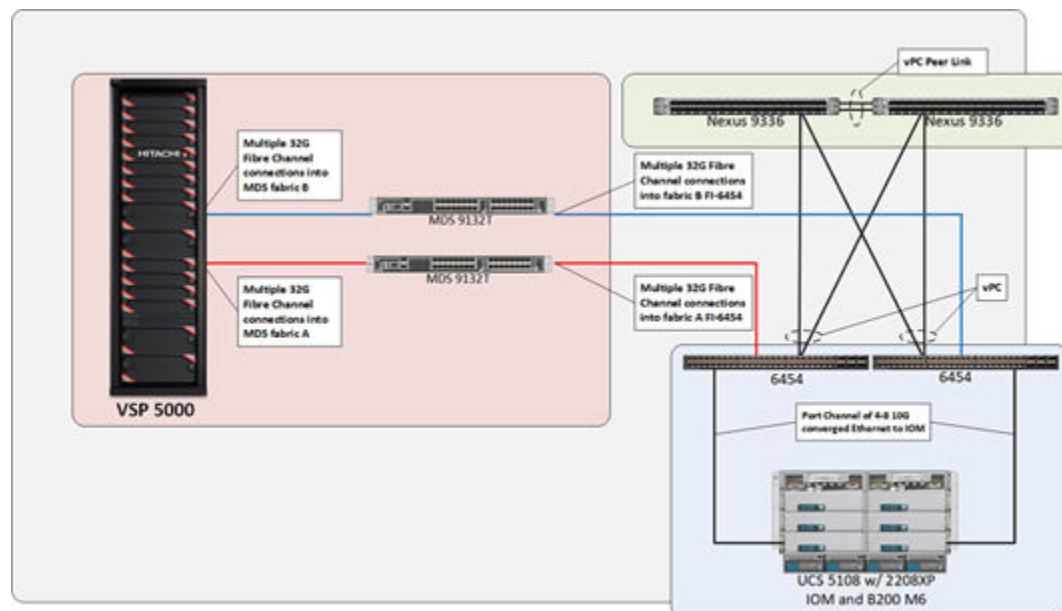 vPC Peer Link
Nexus 9336
Nexus 9336
HITACHI
Multiple 32G
Fibre Channel
connections into
MDS fabric B
Multiple 32G Fibre
Channel connections
into fabric B FI-6454
MDS 9132T
MDS 9132T
Multiple 32G
Fibre Channel
connections into
MDS fabric A
Multiple 32G Fibre
Channel connections
into fabric A FI-6454
vPC
6454
6454
VSP 5000
Port Channel of 4-8 10G
converged Ethernet to IOM
UCS 5108 w/ 2208XP
IOM and B200 M6